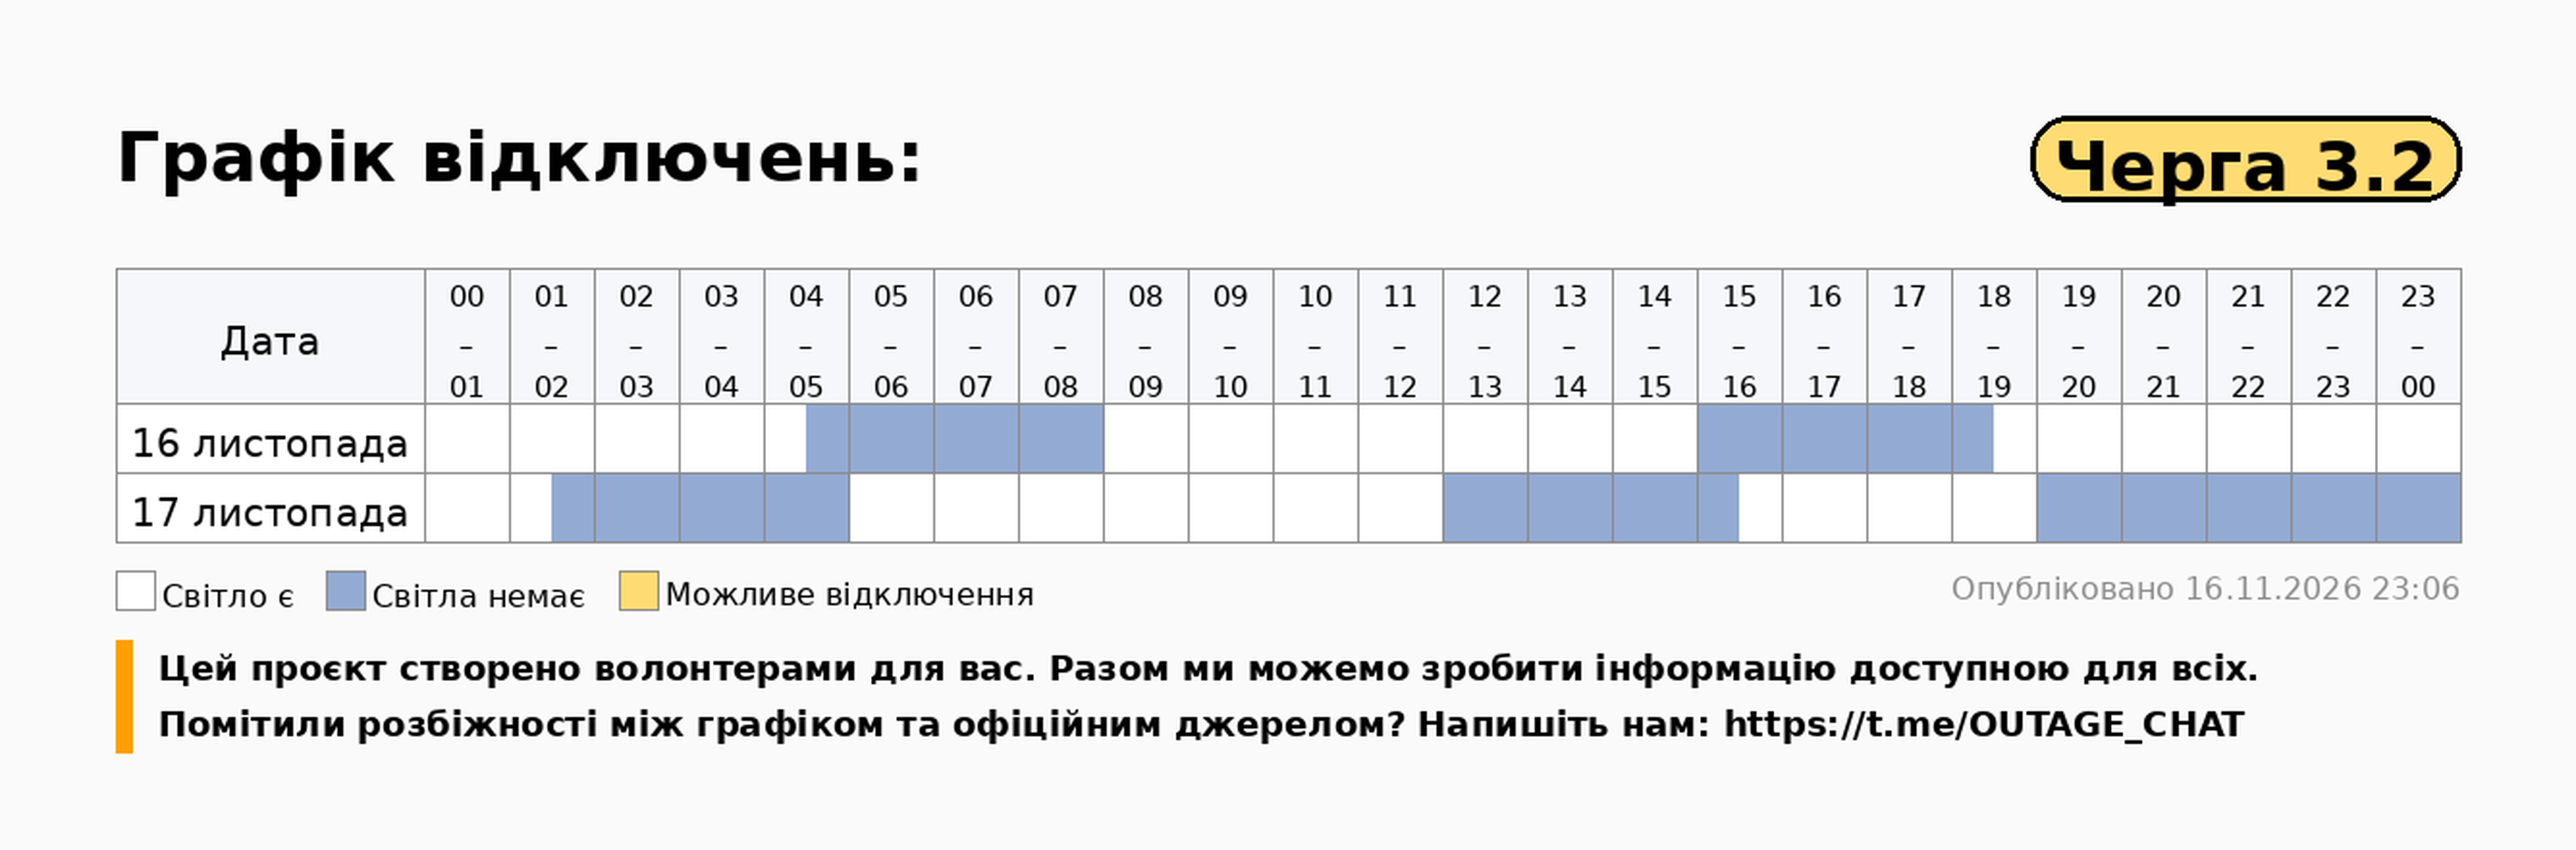 Графік відключень:
Черга 3.2
Дата 00 – 01 01 – 02 02 – 03 03 – 04 04 – 05 05 – 06 06 – 07 07 – 08 08 – 09 09 – 10 10 – 11 11 – 12 12 – 13 13 – 14 14 – 15 15 – 16 16 – 17 17 – 18 18 – 19 19 – 20 20 – 21 21 – 22 22 – 23 23 – 00
16 листопада
17 листопада
Світло є Світла немає Можливе відключення
Опубліковано 16.11.2026 23:06
Цей проєкт створено волонтерами для вас. Разом ми можемо зробити інформацію доступною для всіх.
Помітили розбіжності між графіком та офіційним джерелом? Напишіть нам: https://t.me/OUTAGE_CHAT